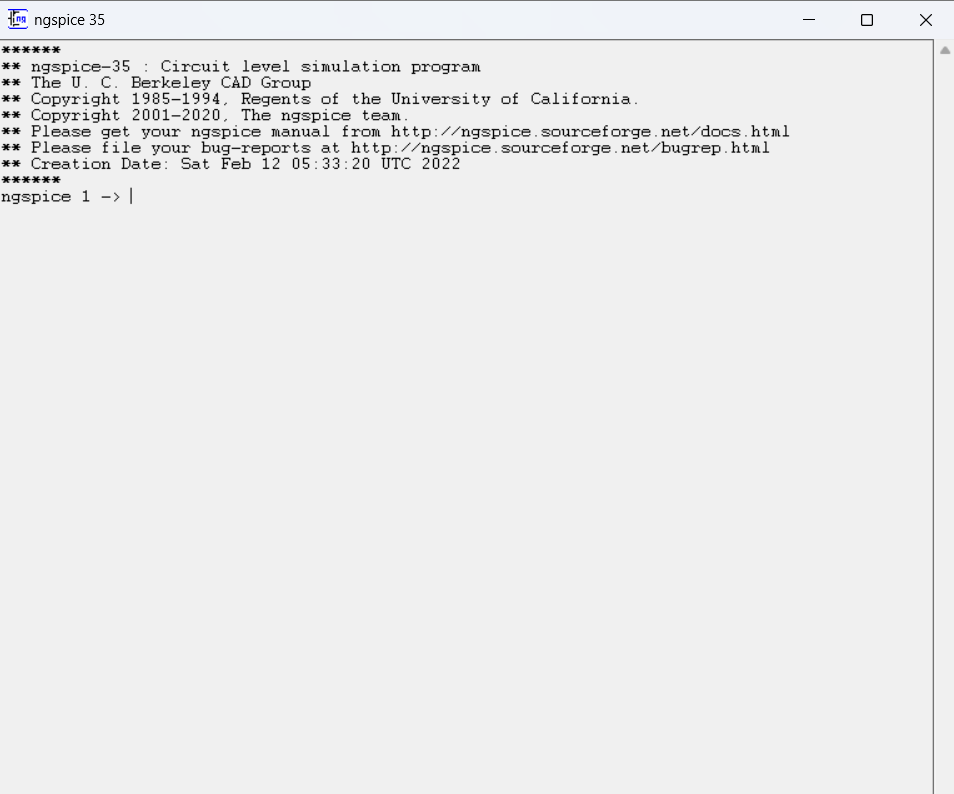 ngspice 35
******
** ngspice-35 : Circuit level simulation program
** The U. C. Berkeley CAD Group
** Copyright 1985-1994, Regents of the University of California.
** Copyright 2001-2020, The ngspice team.
** Please get your ngspice manual from http://ngspice.sourceforge.net/docs.html
** Please file your bug-reports at http://ngspice.sourceforge.net/bugrep.html
** Creation Date: Sat Feb 12 05:33:20 UTC 2022
******
ngspice 1 ->